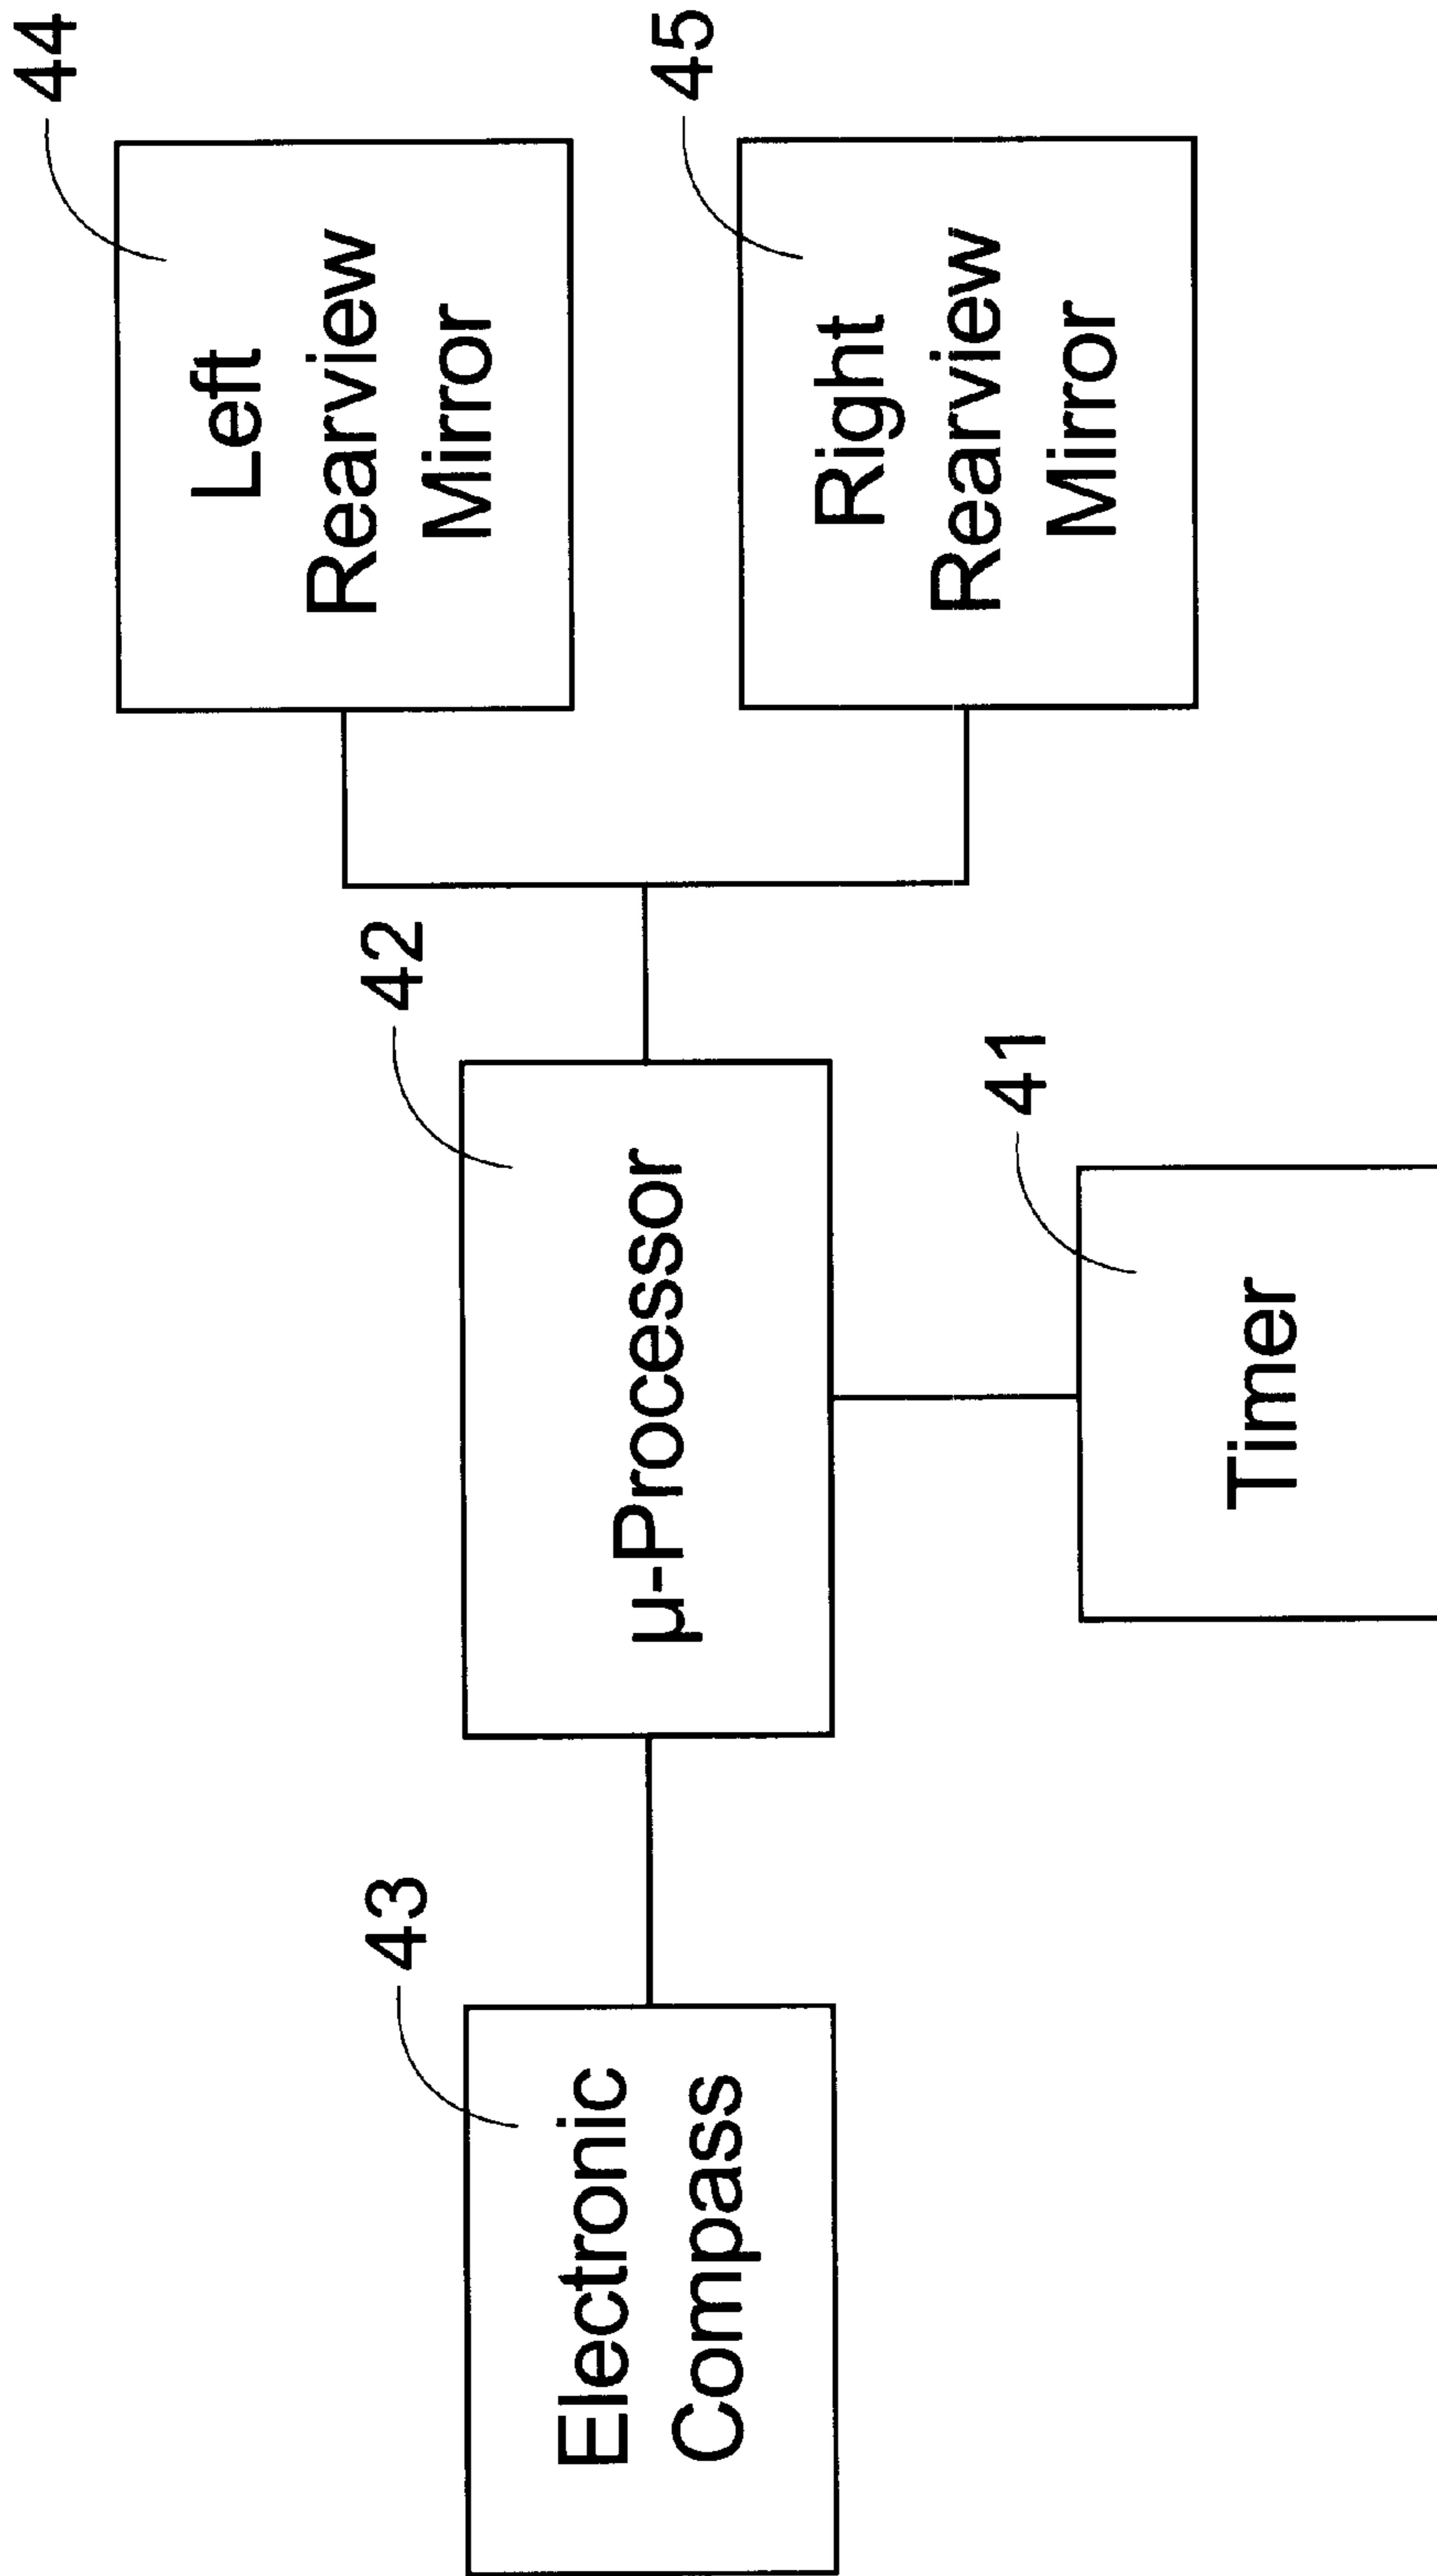 44
Left
Rearview
Mirror
45
Right
Rearview
Mirror
42
µ-Processor
41
Timer
43
Electronic
Compass